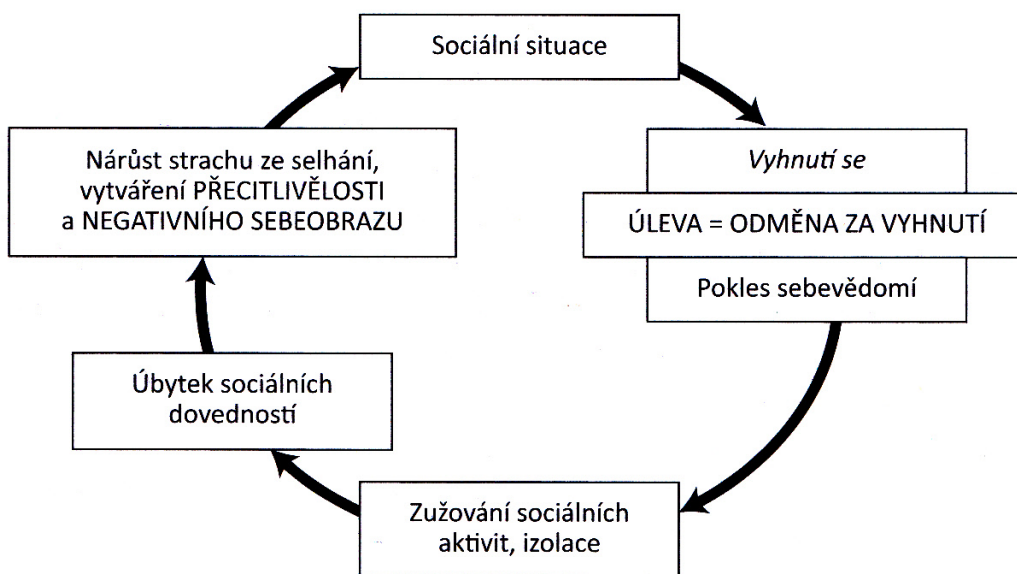 Sociální situace
Vyhnutí se
ÚLEVA = ODMĚNA ZA VYHNUTÍ
Pokles sebevědomí
Zužování sociálních
aktivit, izolace
Úbytek sociálních
dovedností
Nárůst strachu ze selhání,
vytváření PŘECITLIVĚLOSTI
a NEGATIVNÍHO SEBEOBRAZU